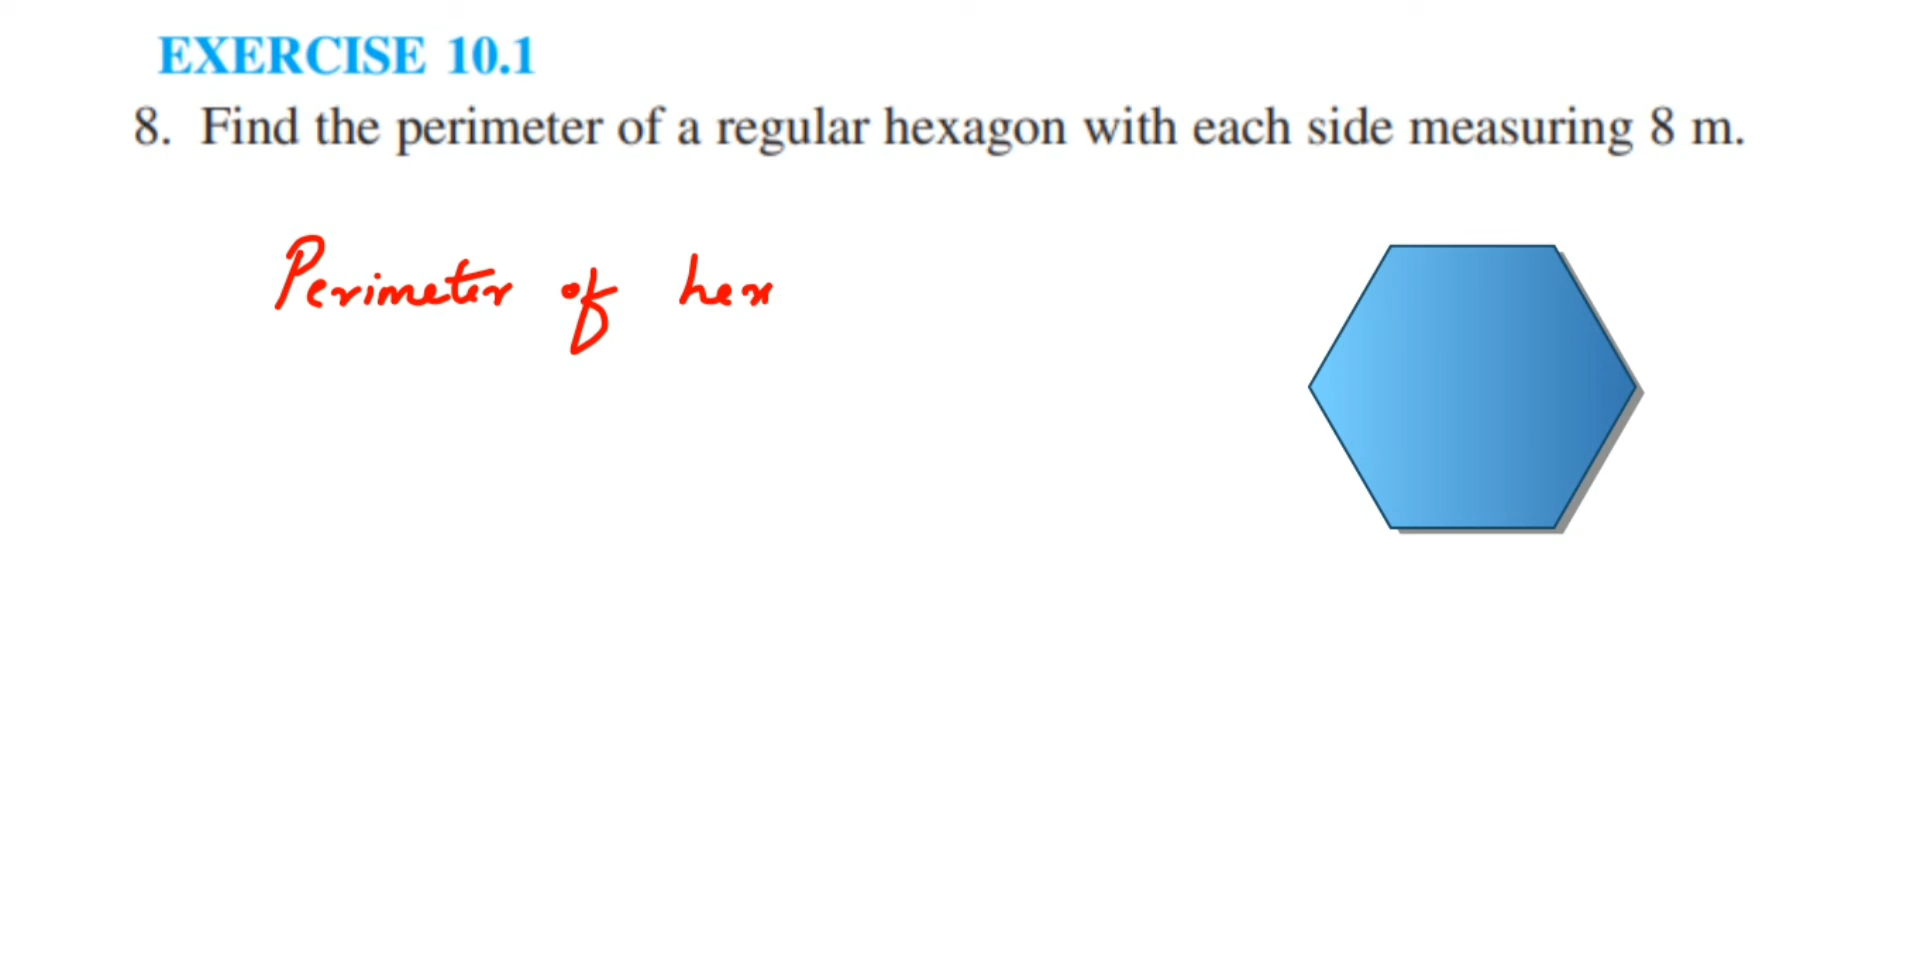 EXERCISE 10.1
8. Find the perimeter of a regular hexagon with each side measuring 8 m.
Perimeter of hex